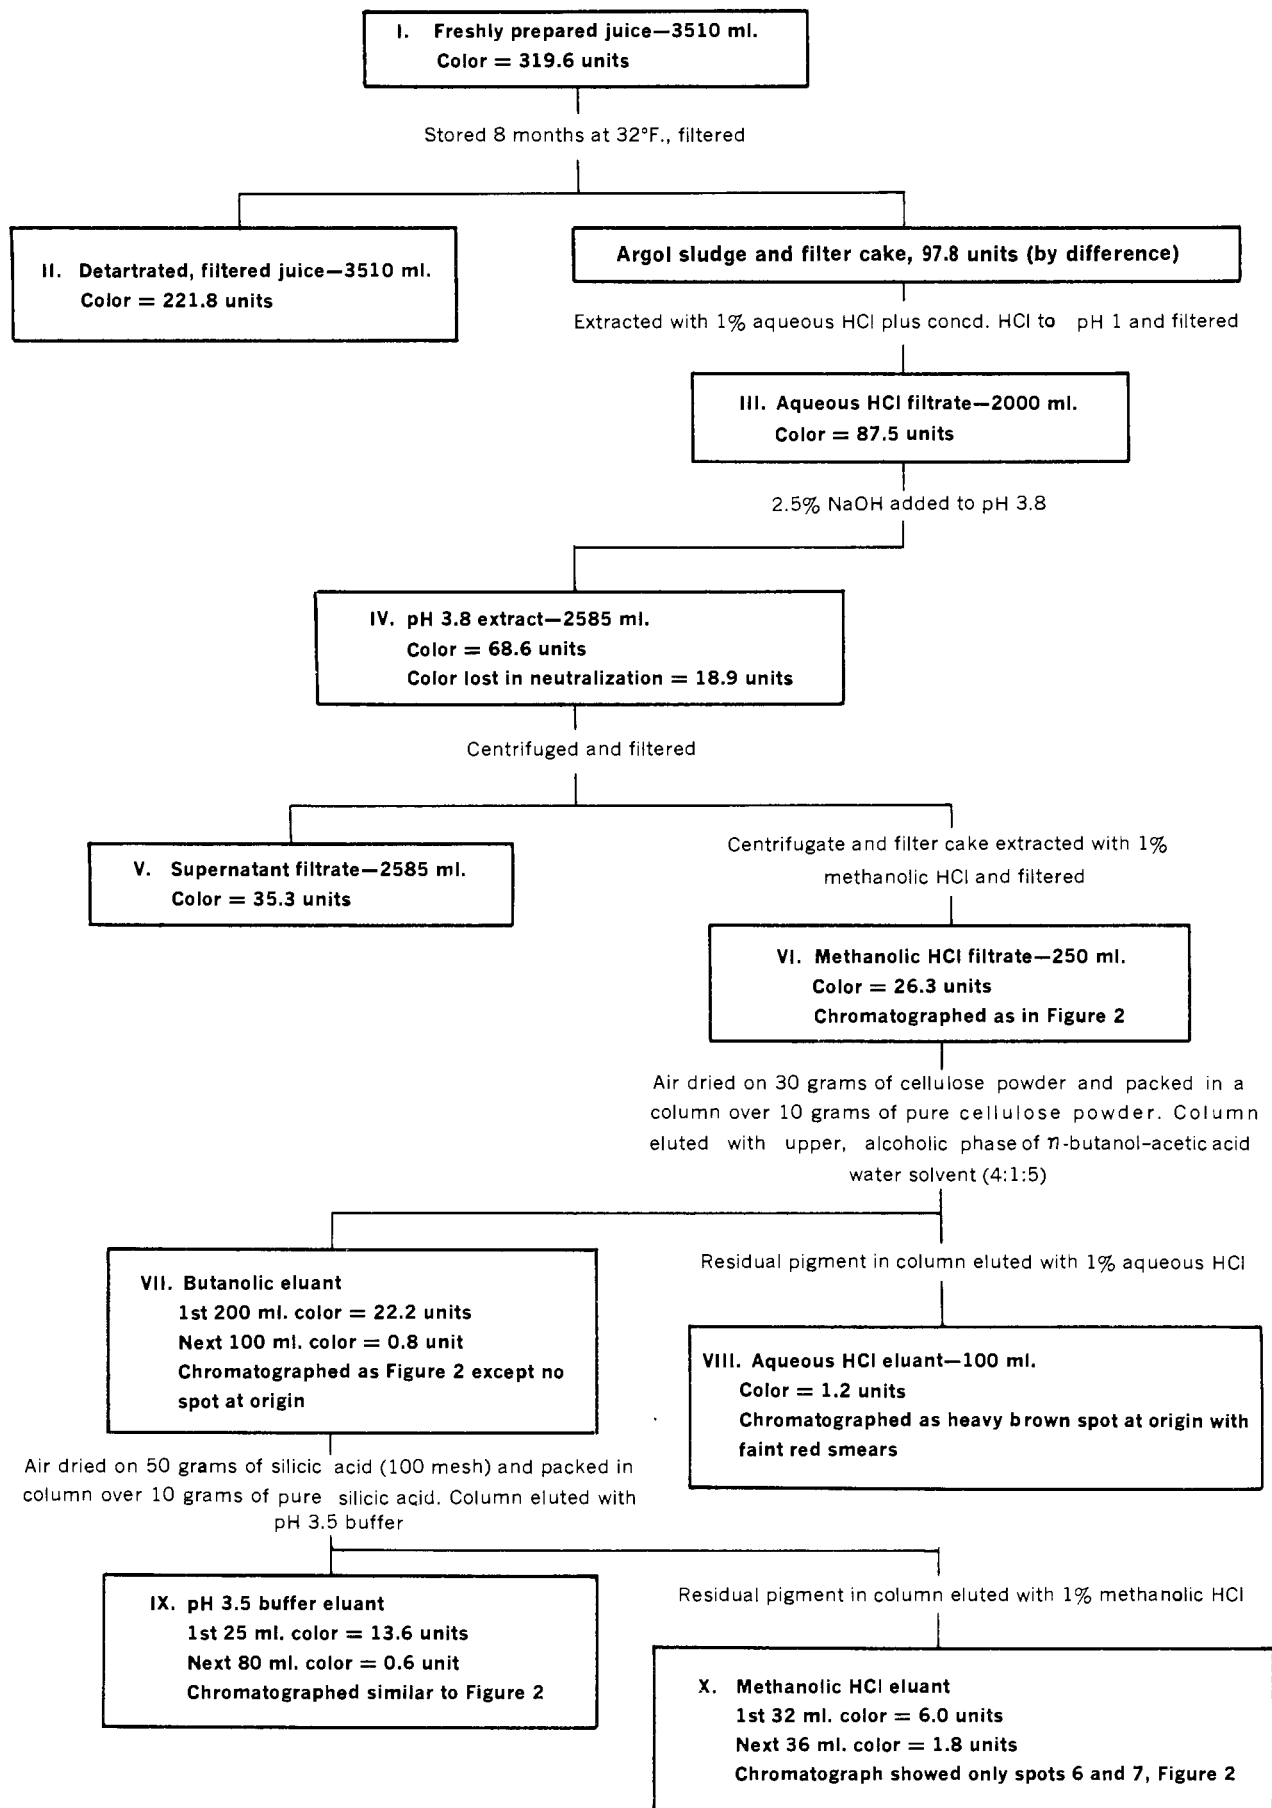 I. Freshly prepared juice—3510 ml.
Color = 319.6 units
Stored 8 months at 32°F., filtered
II. Detartrated, filtered juice—3510 ml.
Color = 221.8 units
Argol sludge and filter cake, 97.8 units (by difference)
Extracted with 1% aqueous HCl plus concd. HCl to pH 1 and filtered
III. Aqueous HCl filtrate—2000 ml.
Color = 87.5 units
2.5% NaOH added to pH 3.8
IV. pH 3.8 extract—2585 ml.
Color = 68.6 units
Color lost in neutralization = 18.9 units
Centrifuged and filtered
V. Supernatant filtrate—2585 ml.
Color = 35.3 units
Centrifugate and filter cake extracted with 1%
methanolic HCl and filtered
VI. Methanolic HCl filtrate—250 ml.
Color = 26.3 units
Chromatographed as in Figure 2
Air dried on 30 grams of cellulose powder and packed in a
column over 10 grams of pure cellulose powder. Column
eluted with upper, alcoholic phase of n-butanol-acetic acid
water solvent (4:1:5)
VII. Butanolic eluant
1st 200 ml. color = 22.2 units
Next 100 ml. color = 0.8 unit
Chromatographed as Figure 2 except no
spot at origin
Residual pigment in column eluted with 1% aqueous HCl
VIII. Aqueous HCl eluant—100 ml.
Color = 1.2 units
Chromatographed as heavy brown spot at origin with
faint red smears
Air dried on 50 grams of silicic acid (100 mesh) and packed in
column over 10 grams of pure silicic acid. Column eluted with
pH 3.5 buffer
IX. pH 3.5 buffer eluant
1st 25 ml. color = 13.6 units
Next 80 ml. color = 0.6 unit
Chromatographed similar to Figure 2
Residual pigment in column eluted with 1% methanolic HCl
X. Methanolic HCl eluant
1st 32 ml. color = 6.0 units
Next 36 ml. color = 1.8 units
Chromatograph showed only spots 6 and 7, Figure 2